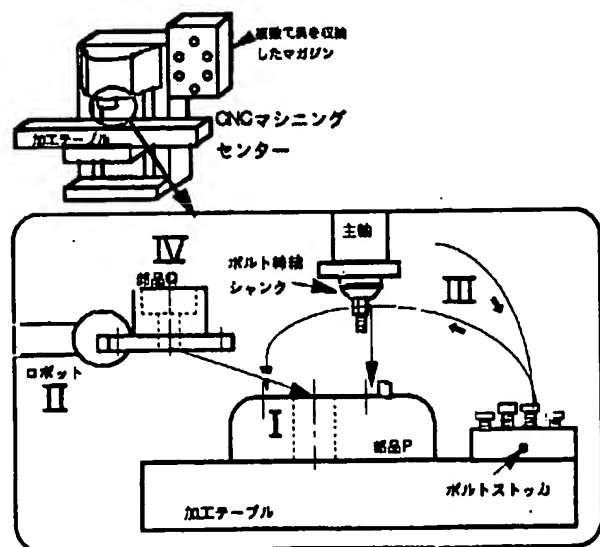 複数工具を収納
したマガジン
CNCマシニング
センター
加工テーブル
主軸
IV
部品Q
ボルト締結
シャンク
III
ロボット
II
I
部品P
ボルトストッカ
加工テーブル